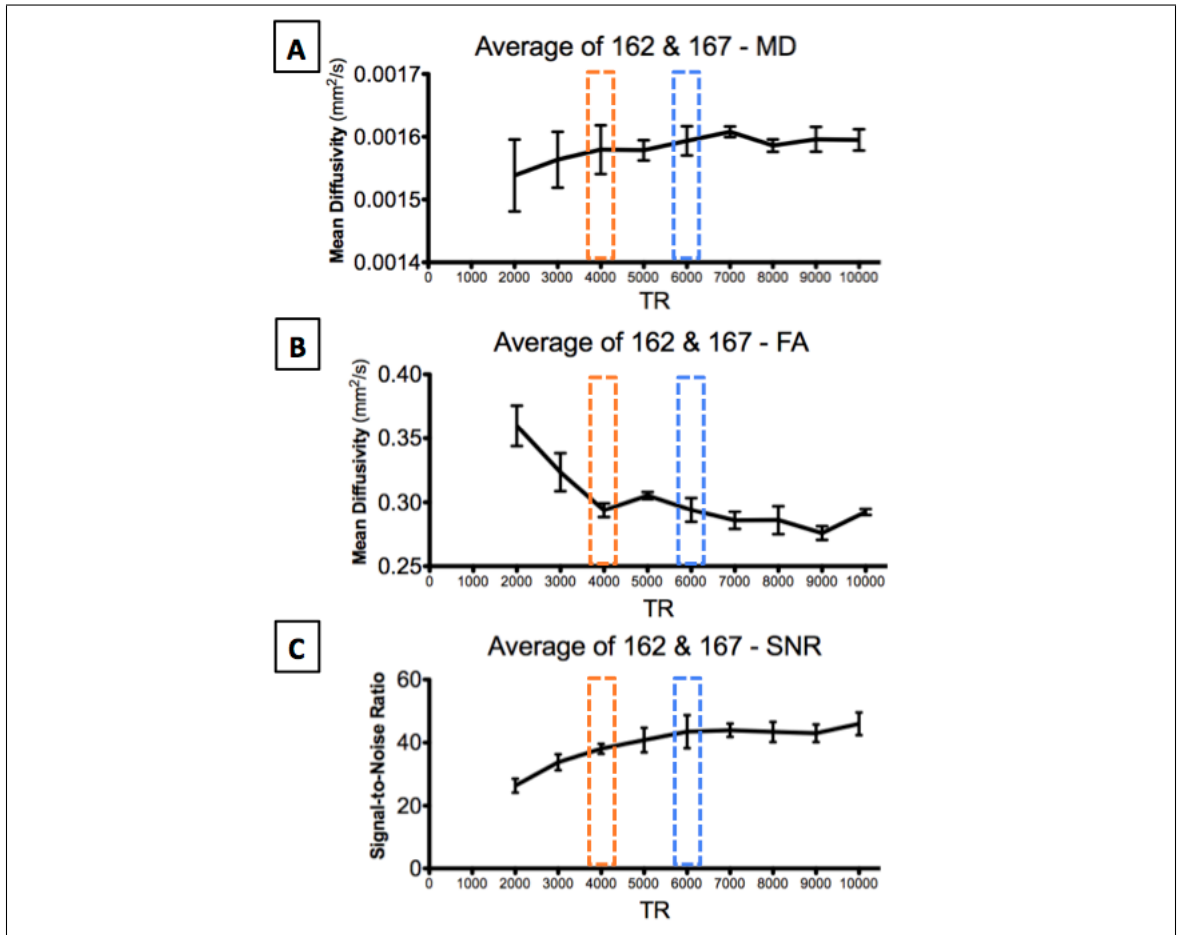 A
Average of 162 & 167 - MD
Mean Diffusivity (mm²/s)
0.0017
0.0016
0.0015
0.0014
0 1000 2000 3000 4000 5000 6000 7000 8000 9000 10000
TR
B
Average of 162 & 167 - FA
Mean Diffusivity (mm²/s)
0.40
0.35
0.30
0.25
0 1000 2000 3000 4000 5000 6000 7000 8000 9000 10000
TR
C
Average of 162 & 167 - SNR
Signal-to-Noise Ratio
60
40
20
0
0 1000 2000 3000 4000 5000 6000 7000 8000 9000 10000
TR